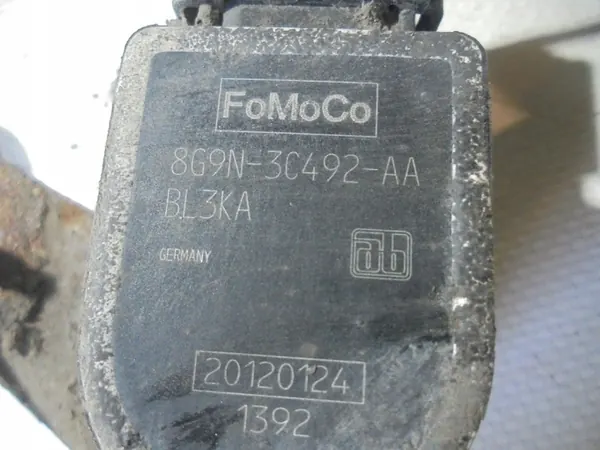 FoMoCo
8G9N-3C492-AA
BL3KA
GERMANY
ab
20120124
1392